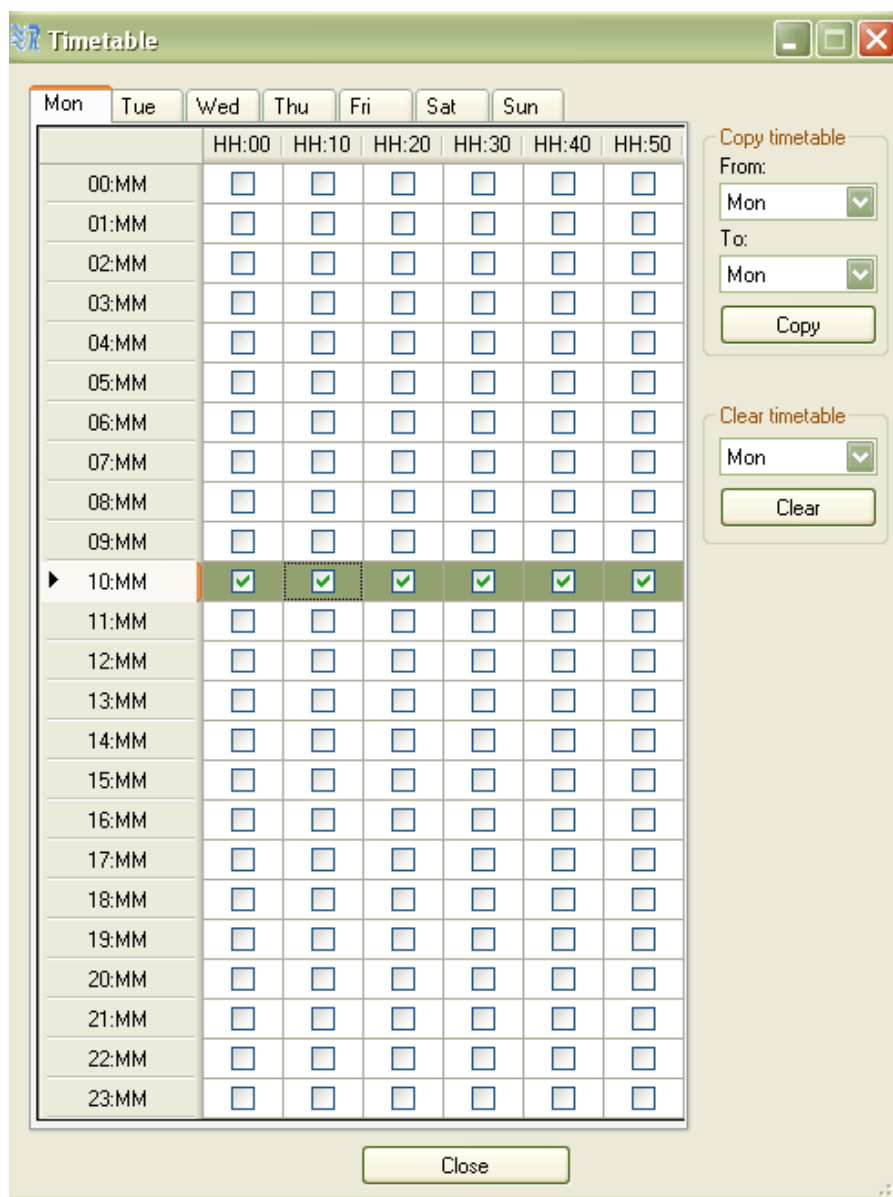 Timetable
Mon Tue Wed Thu Fri Sat Sun
HH:00 HH:10 HH:20 HH:30 HH:40 HH:50
00:MM
01:MM
02:MM
03:MM
04:MM
05:MM
06:MM
07:MM
08:MM
09:MM
10:MM
11:MM
12:MM
13:MM
14:MM
15:MM
16:MM
17:MM
18:MM
19:MM
20:MM
21:MM
22:MM
23:MM
Copy timetable
From:
Mon
To:
Mon
Copy
Clear timetable
Mon
Clear
Close